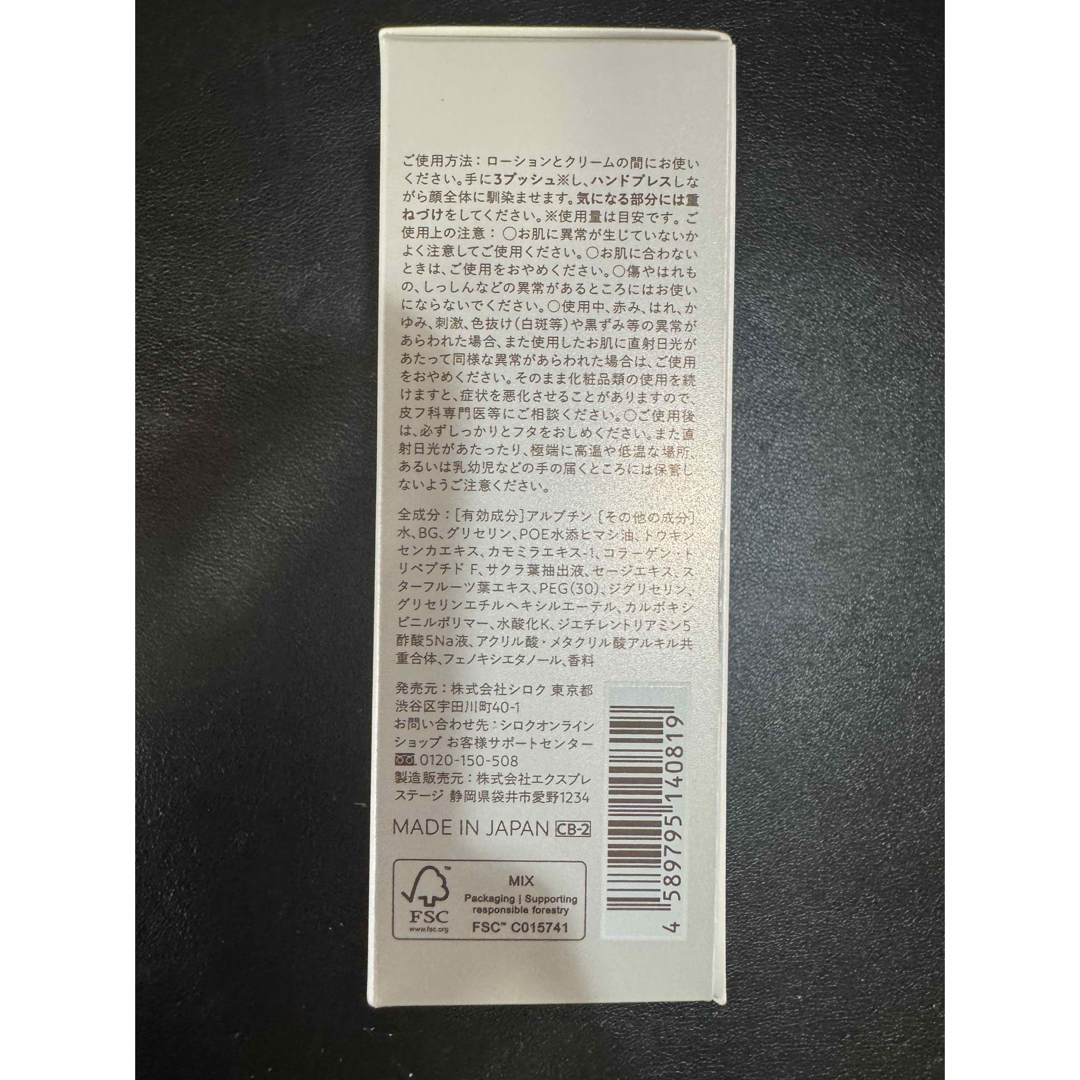 ご使用方法：ローションとクリームの間にお使い
ください。手に3プッシュ※し、ハンドプレスしな
がら顔全体に馴染ませます。気になる部分には重
ねづけをしてください。※使用量は目安です。ご
使用上の注意：○お肌に異常が生じていないか
よく注意してご使用ください。○お肌に合わない
ときは、ご使用をおやめください。○傷やはれも
の、しっしんなどの異常があるところにはお使い
にならないでください。○使用中、赤み、はれ、か
ゆみ、刺激、色抜け(白斑等)や黒ずみ等の異常が
あらわれた場合、また使用したお肌に直射日光が
あたって同様な異常があらわれた場合は、ご使用
をおやめください。そのまま化粧品類の使用を続
けますと、症状を悪化させることがありますので、
皮フ科専門医等にご相談ください。○ご使用後
は、必ずしっかりとフタをおしめください。また直
射日光があたったり、極端に高温や低温な場所、
あるいは乳幼児などの手の届くところには保管し
ないようご注意ください。
全成分：[有効成分]アルブチン [その他の成分]
水、BG、グリセリン、POE水添ヒマシ油、トウキン
センカエキス、カモミラエキス-1、コラーゲン・ト
リペプチド F、サクラ葉抽出液、セージエキス、ス
ターフルーツ葉エキス、PEG(30)、ジグリセリン、
グリセリンエチルヘキシルエーテル、カルボキシ
ビニルポリマー、水酸化K、ジエチレントリアミン5
酢酸5Na液、アクリル酸・メタクリル酸アルキル共
重合体、フェノキシエタノール、香料
発売元：株式会社シロク 東京都
渋谷区宇田川町40-1
お問い合わせ先：シロクオンライン
ショップ お客様サポートセンター
0120-150-508
製造販売元：株式会社エクスプレ
ステージ 静岡県袋井市愛野1234
MADE IN JAPAN CB-2
4 589795 140819
FSC
www.fsc.org
MIX
Packaging | Supporting
responsible forestry
FSC™ C015741